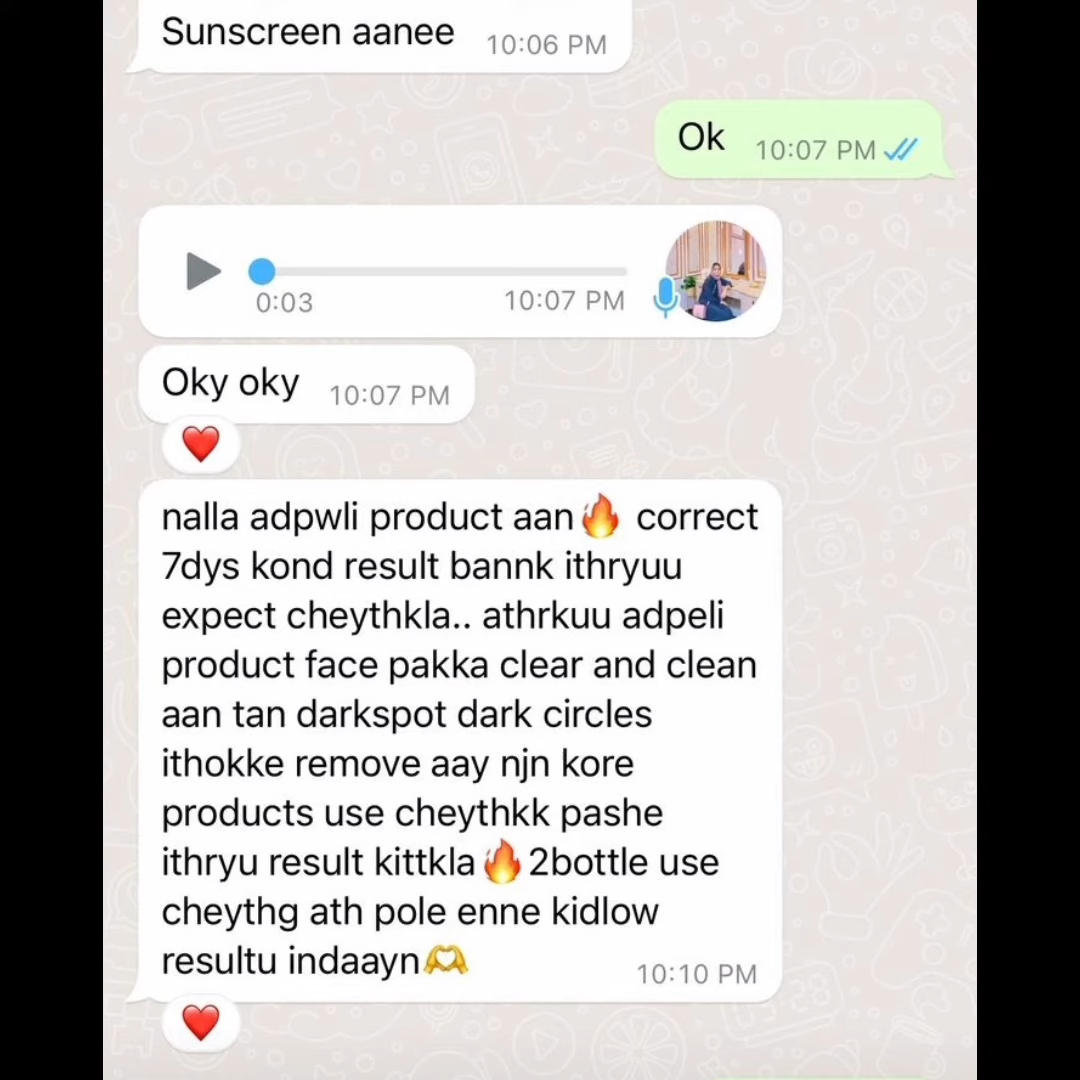 Sunscreen aanee 10:06 PM
Ok 10:07 PM
0:03 10:07 PM
Oky oky 10:07 PM
❤️
nalla adpwli product aan🔥 correct
7dys kond result bannk ithryuu
expect cheythkla.. athrkuu adpeli
product face pakka clear and clean
aan tan darkspot dark circles
ithokke remove aay njn kore
products use cheythkk pashe
ithryu result kittkla🔥2bottle use
cheythg ath pole enne kidlow
resultu indaayn🫶
10:10 PM
❤️